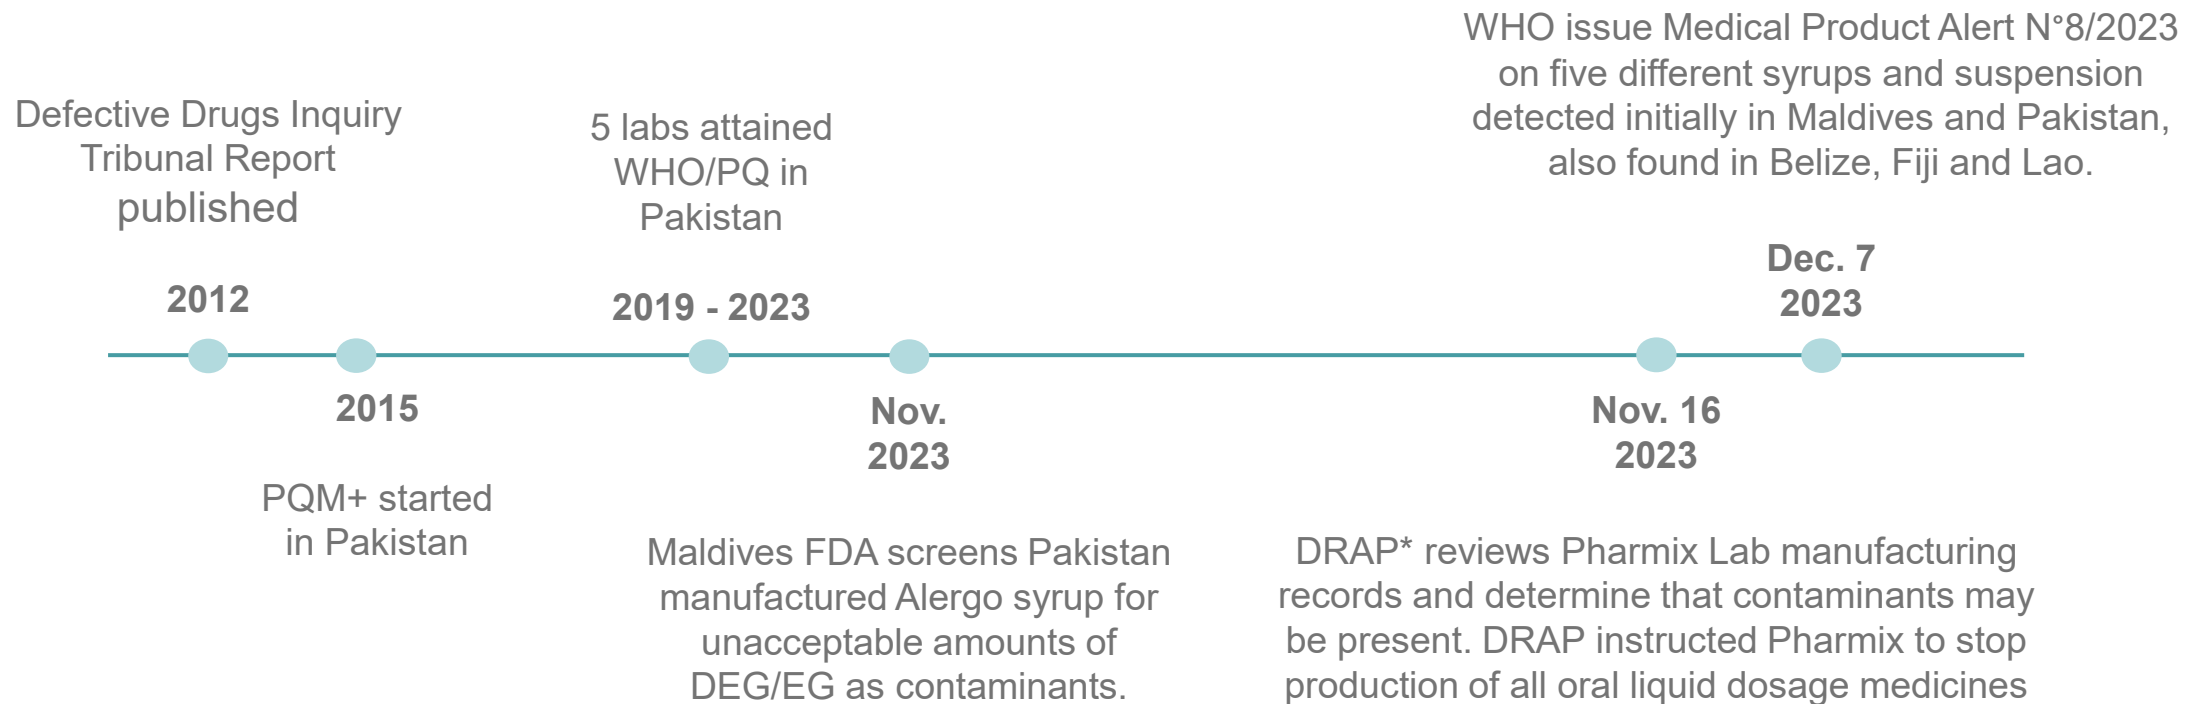 Defective Drugs Inquiry
Tribunal Report
published
2012
2015
PQM+ started
in Pakistan
5 labs attained
WHO/PQ in
Pakistan
2019 - 2023
Nov.
2023
Maldives FDA screens Pakistan
manufactured Alergo syrup for
unacceptable amounts of
DEG/EG as contaminants.
Nov. 16
2023
DRAP* reviews Pharmix Lab manufacturing
records and determine that contaminants may
be present. DRAP instructed Pharmix to stop
production of all oral liquid dosage medicines
WHO issue Medical Product Alert N°8/2023
on five different syrups and suspension
detected initially in Maldives and Pakistan,
also found in Belize, Fiji and Lao.
Dec. 7
2023